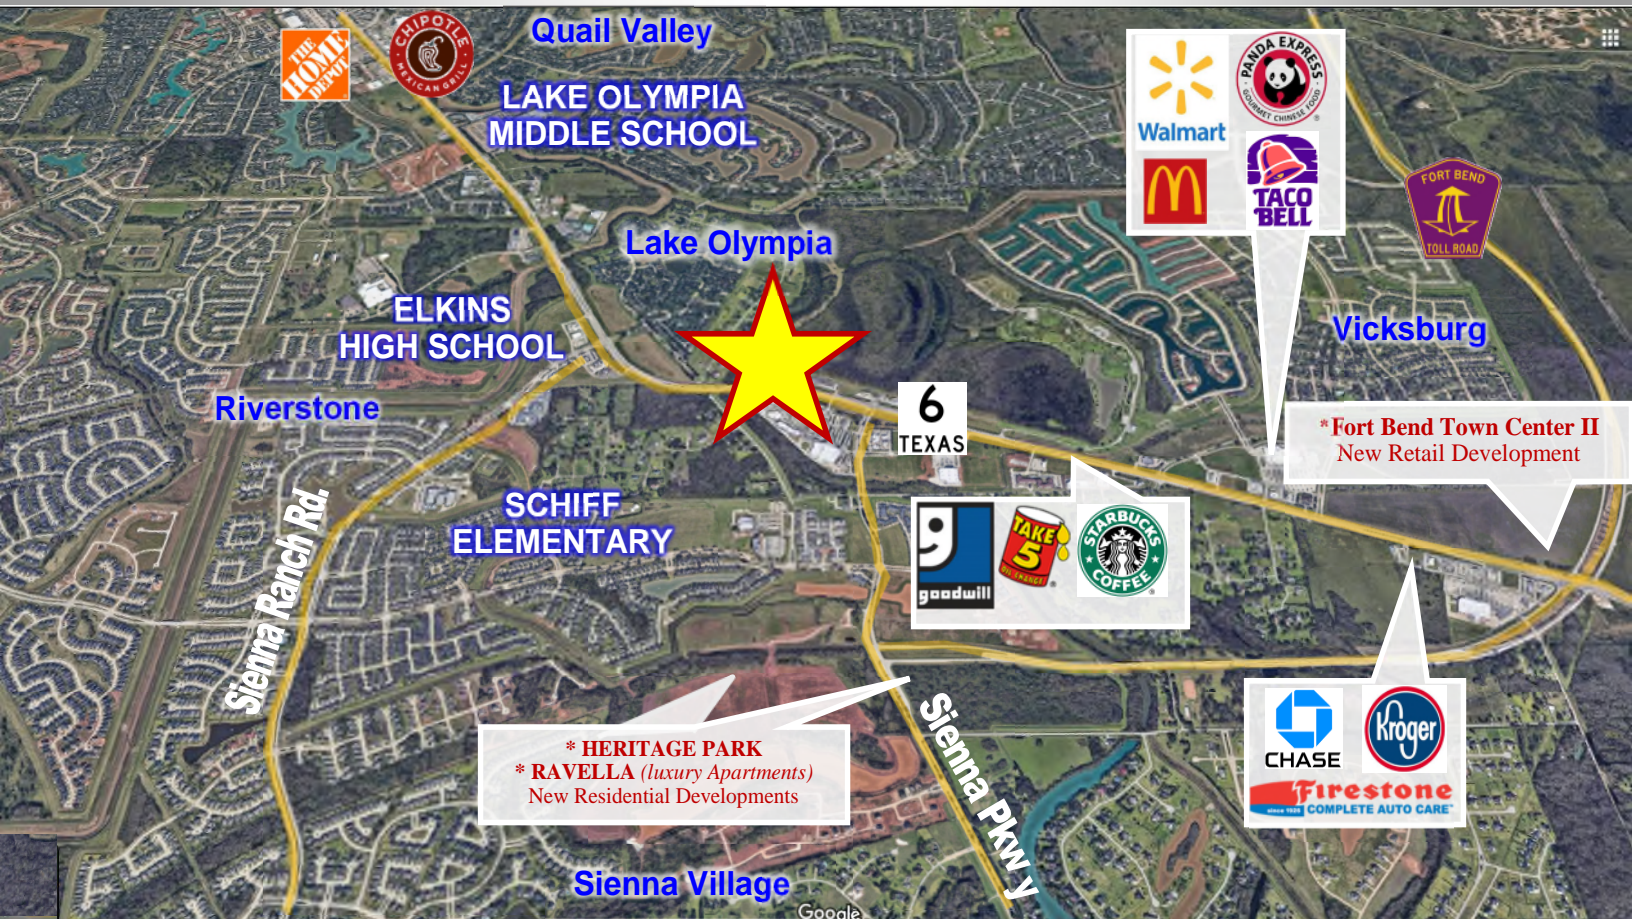 THE
HOME
DEPOT
CHIPOTLE
MEXICAN GRILL
Quail Valley
LAKE OLYMPIA
MIDDLE SCHOOL
Walmart
PANDA EXPRESS
GOURMET CHINESE FOOD
TACO
BELL
FORT BEND
TOLL ROAD
Lake Olympia
ELKINS
HIGH SCHOOL
Vicksburg
Riverstone
6
TEXAS
*Fort Bend Town Center II
New Retail Development
SCHIFF
ELEMENTARY
Sienna Ranch Rd.
goodwill
TAKE
5
OIL CHANGE
STARBUCKS
COFFEE
* HERITAGE PARK
* RAVELLA (luxury Apartments)
New Residential Developments
Sienna Pkwy
CHASE
Kroger
Firestone
since 1926 COMPLETE AUTO CARE
Sienna Village
Google